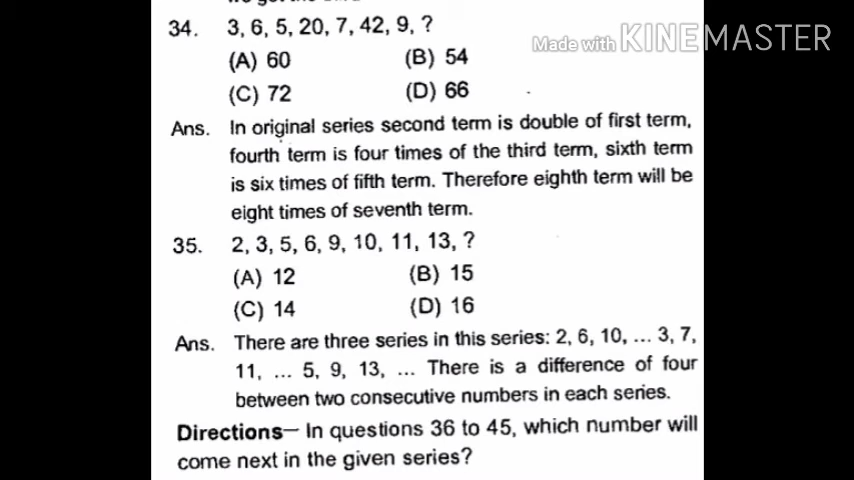 34. 3, 6, 5, 20, 7, 42, 9, ?
Made with KINEMASTER
(A) 60 (B) 54
(C) 72 (D) 66
Ans. In original series second term is double of first term,
fourth term is four times of the third term, sixth term
is six times of fifth term. Therefore eighth term will be
eight times of seventh term.
35. 2, 3, 5, 6, 9, 10, 11, 13, ?
(A) 12 (B) 15
(C) 14 (D) 16
Ans. There are three series in this series: 2, 6, 10, ... 3, 7,
11, ... 5, 9, 13, ... There is a difference of four
between two consecutive numbers in each series.
Directions– In questions 36 to 45, which number will
come next in the given series?